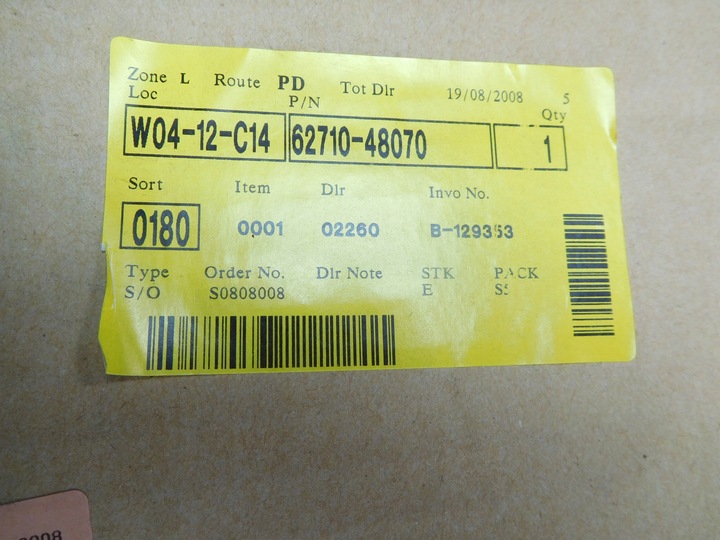 Zone L Route PD Tot Dlr 19/08/2008 5
Loc P/N Qty
W04-12-C14 62710-48070 1
Sort Item Dlr Invo No.
0180 0001 02260 B-129353
Type Order No. Dlr Note STK PACK
S/O S0808008 E